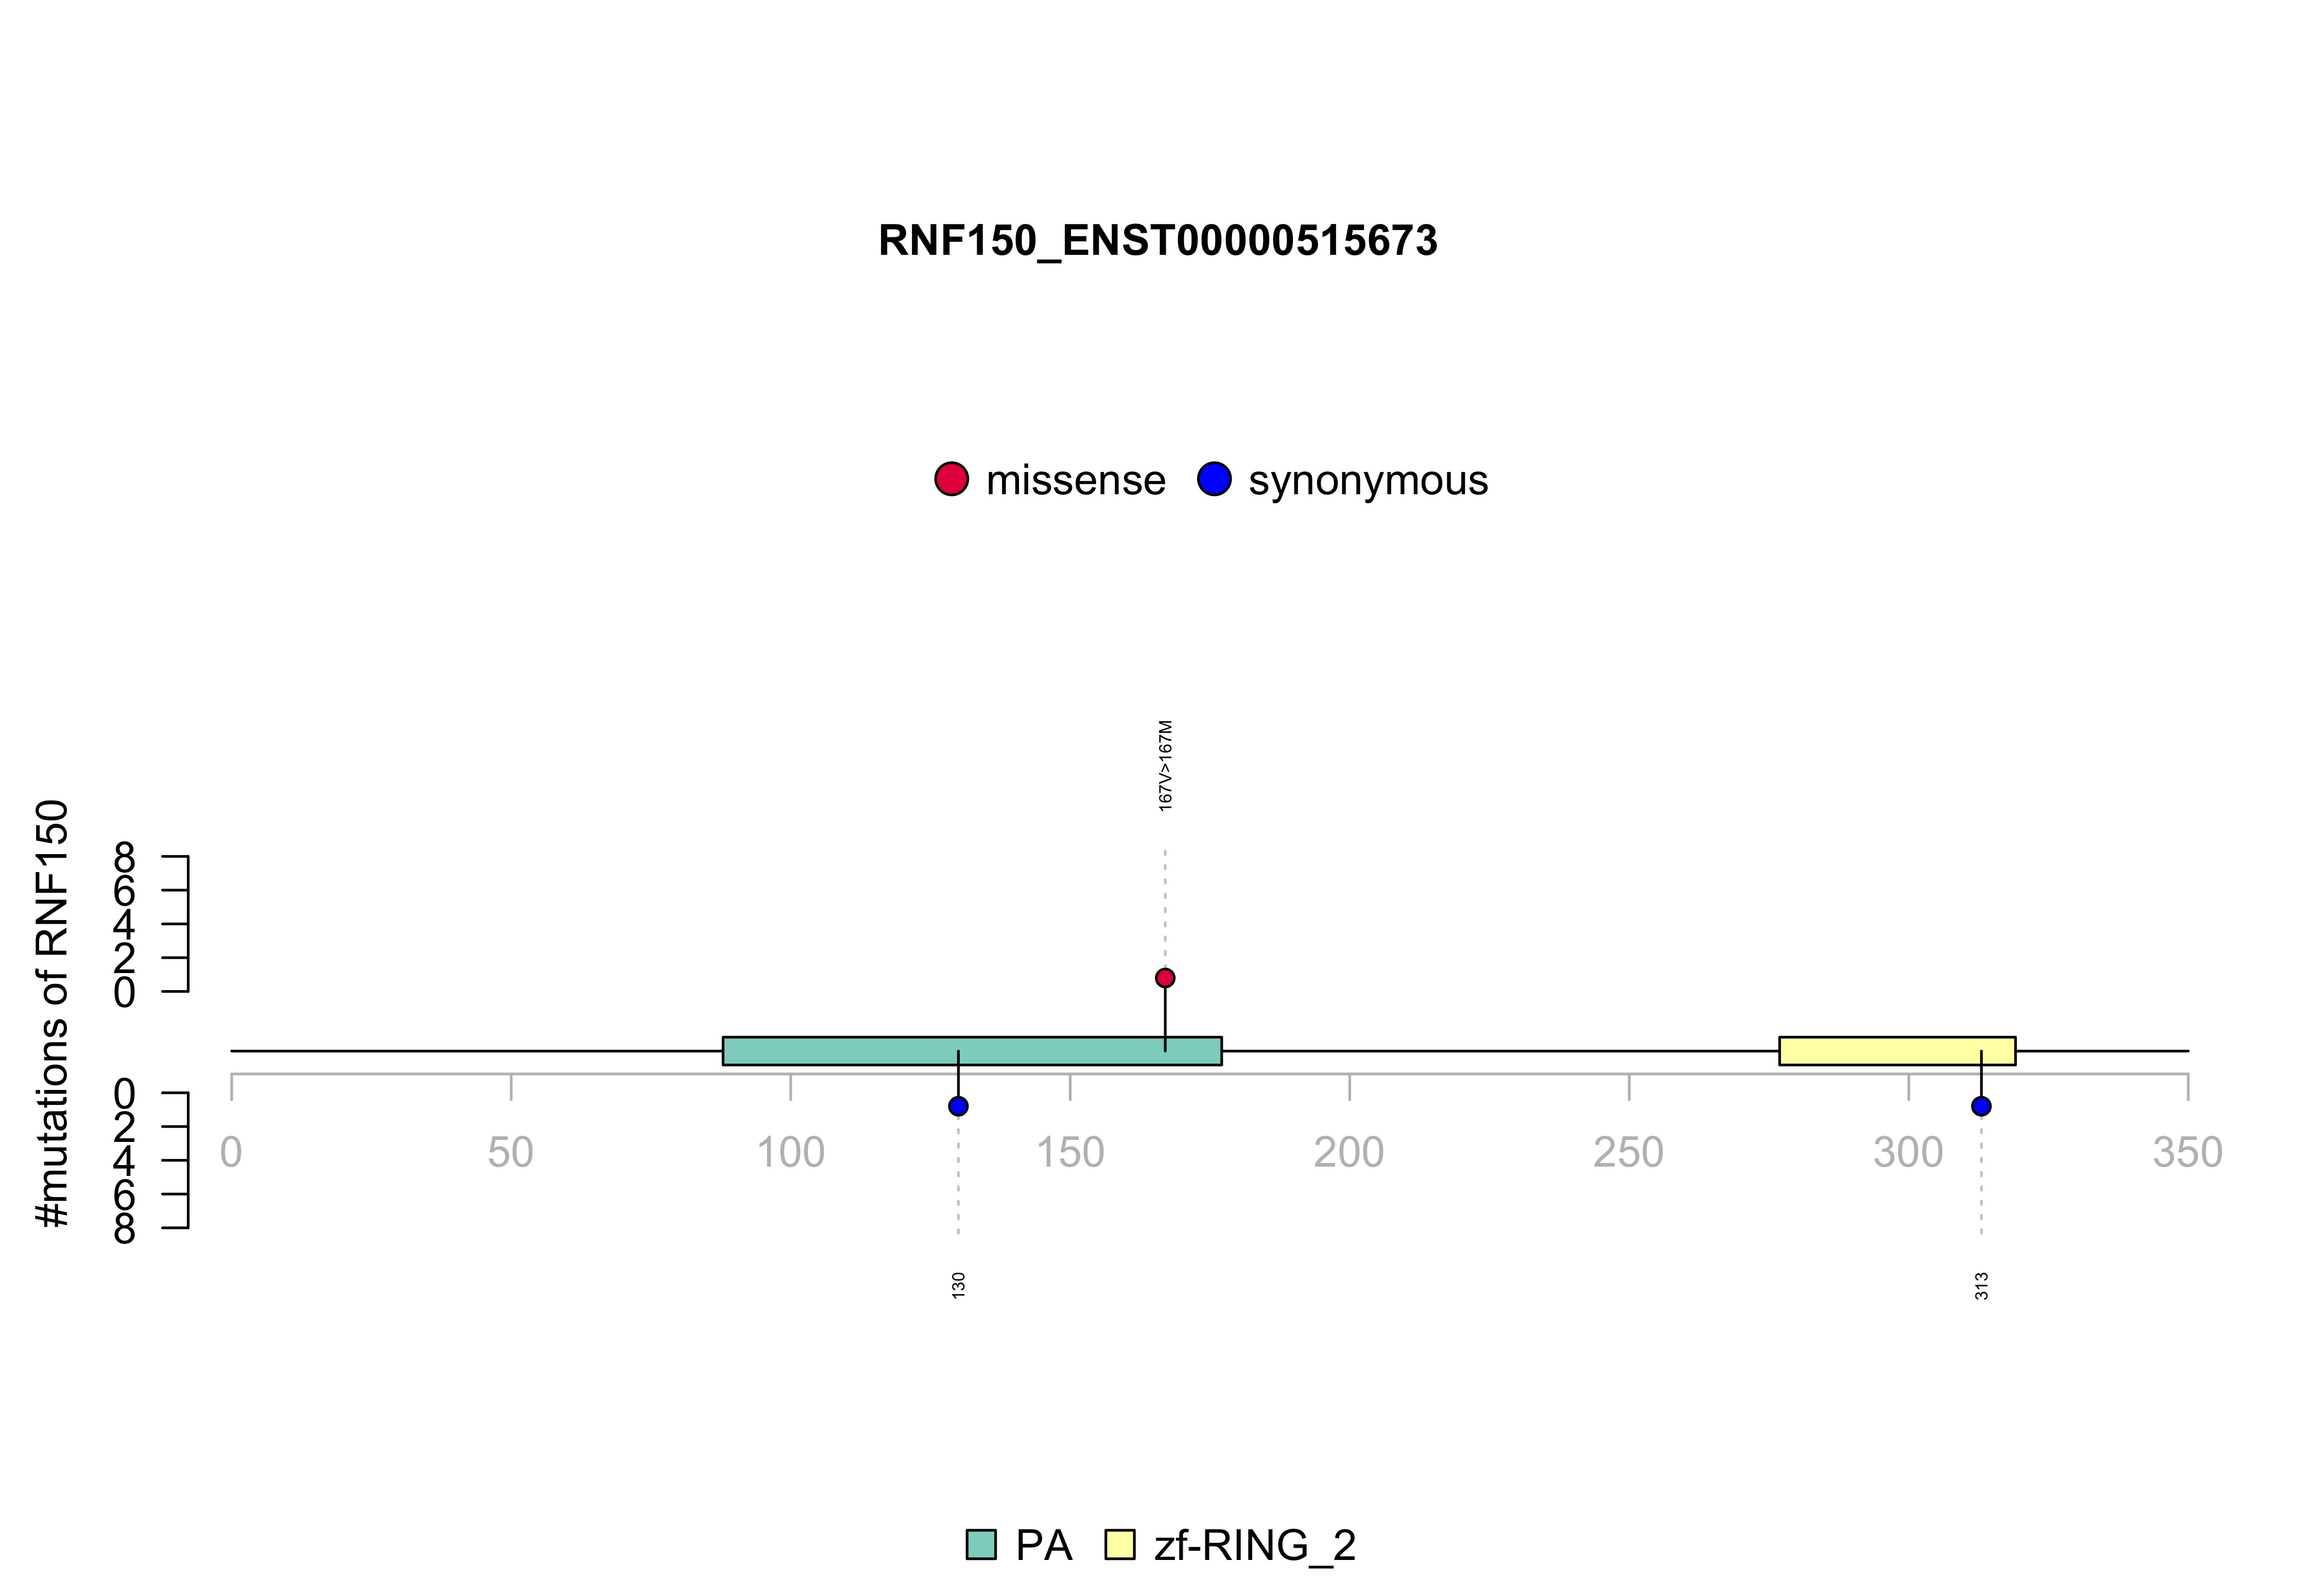 RNF150_ENST00000515673
missense synonymous
167V>167M
#mutations of RNF150
8
6
4
2
0
0
2
4
6
8
0 50 100 150 200 250 300 350
130 313
PA zf-RING_2